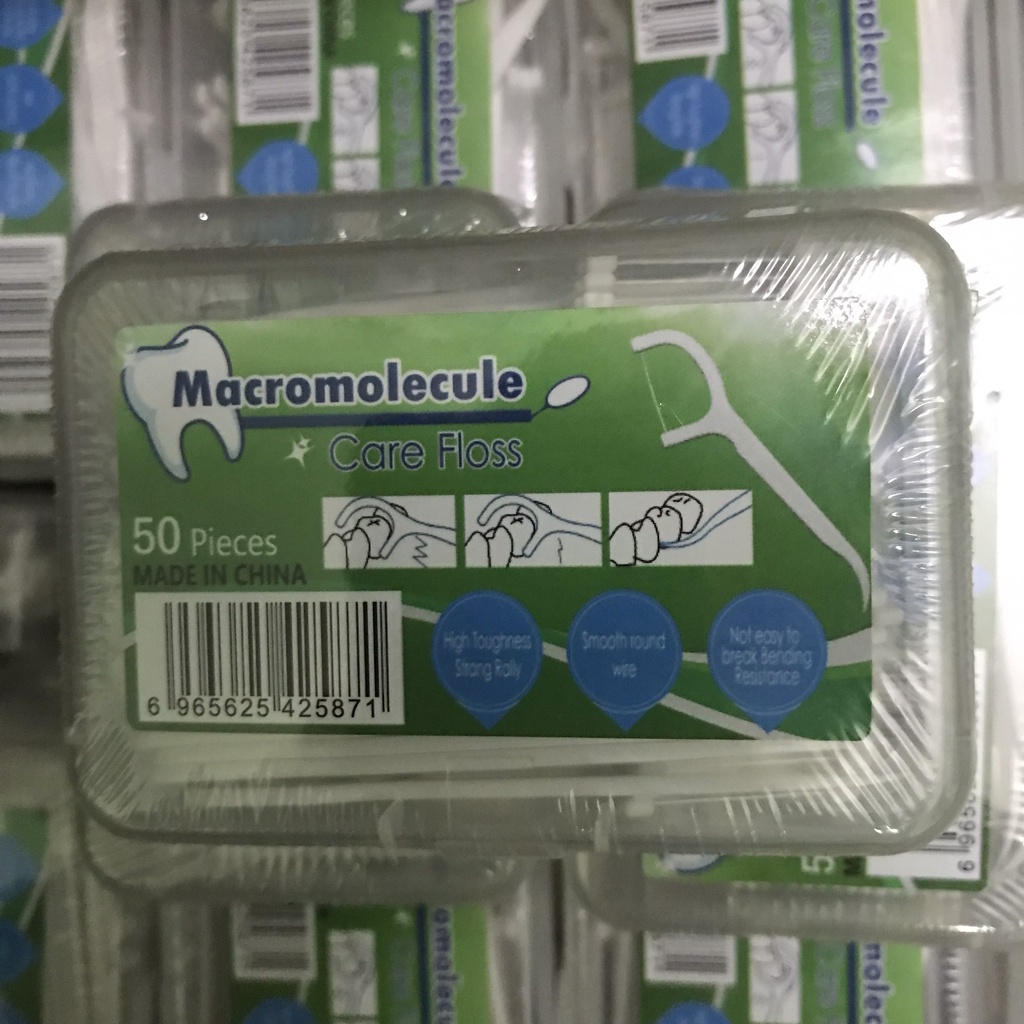 Macromolecule
Care Floss
50 Pieces
MADE IN CHINA
6 965625 425871
High Toughness
Strong Rally
Smooth round
wire
Not easy to
break Bending
Resistance